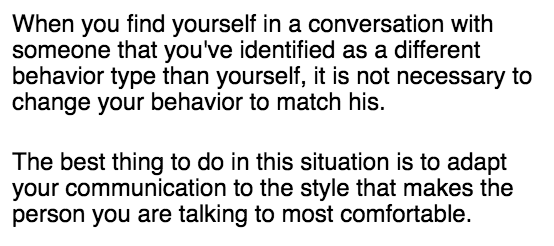 When you find yourself in a conversation with
someone that you've identified as a different
behavior type than yourself, it is not necessary to
change your behavior to match his.
The best thing to do in this situation is to adapt
your communication to the style that makes the
person you are talking to most comfortable.